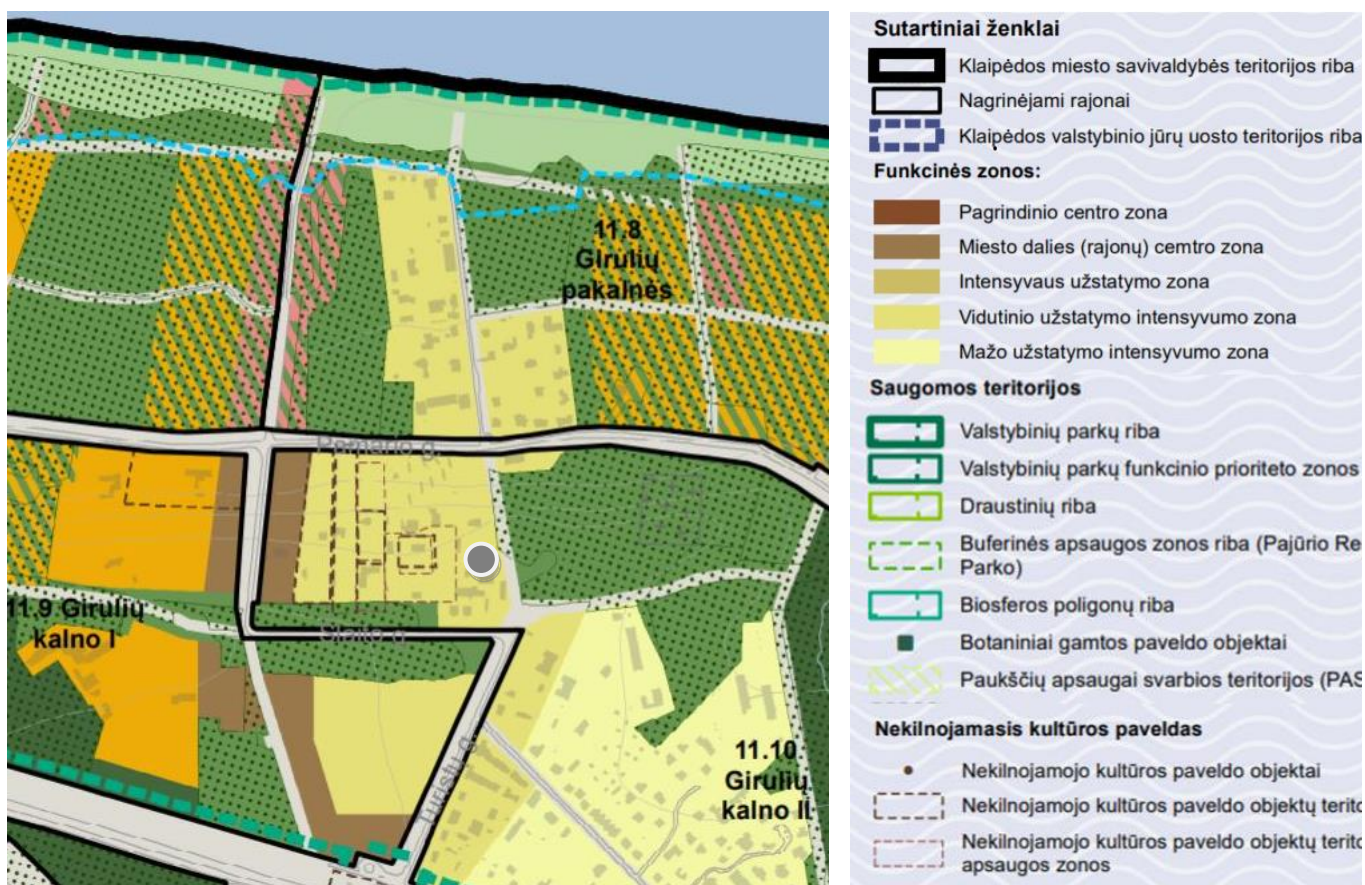 11.8
Girulių
pakalnės
Pamario g.
11.9 Girulių
kalno I
Šlaito g.
Turistų g.
11.10
Girulių
kalno II
Sutartiniai ženklai
Klaipėdos miesto savivaldybės teritorijos riba
Nagrinėjami rajonai
Klaipėdos valstybinio jūrų uosto teritorijos riba
Funkcinės zonos:
Pagrindinio centro zona
Miesto dalies (rajonų) cemtro zona
Intensyvaus užstatymo zona
Vidutinio užstatymo intensyvumo zona
Mažo užstatymo intensyvumo zona
Saugomos teritorijos
Valstybinių parkų riba
Valstybinių parkų funkcinio prioriteto zonos
Draustinių riba
Buferinės apsaugos zonos riba (Pajūrio Re
Parko)
Biosferos poligonų riba
Botaniniai gamtos paveldo objektai
Paukščių apsaugai svarbios teritorijos (PAS
Nekilnojamasis kultūros paveldas
Nekilnojamojo kultūros paveldo objektai
Nekilnojamojo kultūros paveldo objektų terito
Nekilnojamojo kultūros paveldo objektų terito
apsaugos zonos